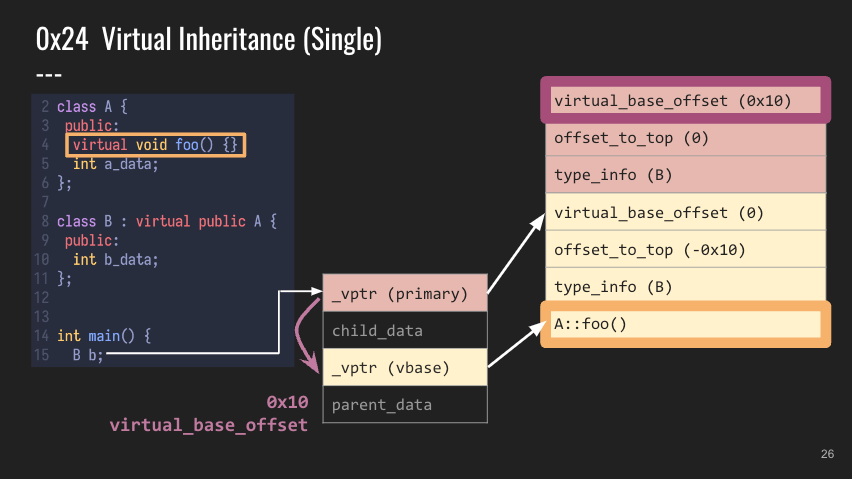 0x24 Virtual Inheritance (Single)
---
2 class A {
3 public:
4 virtual void foo() {}
5 int a_data;
6 };
7
8 class B : virtual public A {
9 public:
10 int b_data;
11 };
12
13
14 int main() {
15 B b;
_vptr (primary)
child_data
_vptr (vbase)
parent_data
0x10
virtual_base_offset
virtual_base_offset (0x10)
offset_to_top (0)
type_info (B)
virtual_base_offset (0)
offset_to_top (-0x10)
type_info (B)
A::foo()
26